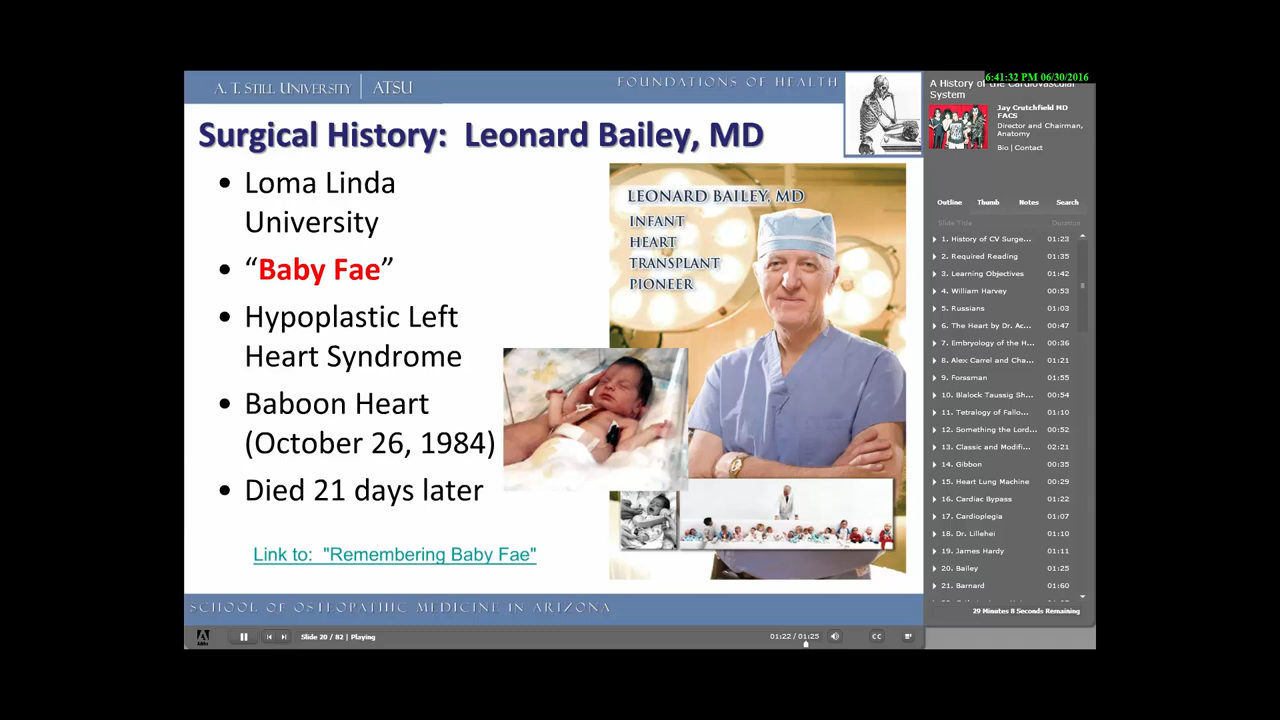 6:41:32 PM 06/30/2016
A. T. STILL UNIVERSITY | ATSU
FOUNDATIONS OF HEALTH
Surgical History: Leonard Bailey, MD
• Loma Linda
University
• “Baby Fae”
• Hypoplastic Left
Heart Syndrome
• Baboon Heart
(October 26, 1984)
• Died 21 days later
Link to: "Remembering Baby Fae"
LEONARD BAILEY, MD
INFANT
HEART
TRANSPLANT
PIONEER
SCHOOL OF OSTEOPATHIC MEDICINE IN ARIZONA
A History of the Cardiovascular
System
Jay Crutchfield MD
FACS
Director and Chairman,
Anatomy
Bio | Contact
Outline Thumb Notes Search
Slide Title Duration
1. History of CV Surge... 01:23
2. Required Reading 01:35
3. Learning Objectives 01:42
4. William Harvey 00:53
5. Russians 01:03
6. The Heart by Dr. Ac... 00:47
7. Embryology of the H... 00:36
8. Alex Carrel and Cha... 01:21
9. Forssman 01:55
10. Blalock Taussig Sh... 00:54
11. Tetralogy of Fallo... 01:10
12. Something the Lord... 00:52
13. Classic and Modifi... 02:21
14. Gibbon 00:35
15. Heart Lung Machine 00:29
16. Cardiac Bypass 01:22
17. Cardioplegia 01:07
18. Dr. Lillehei 01:10
19. James Hardy 01:11
20. Bailey 01:25
21. Barnard 01:60
29 Minutes 8 Seconds Remaining
Slide 20 / 82 | Playing
01:22 / 01:25
CC